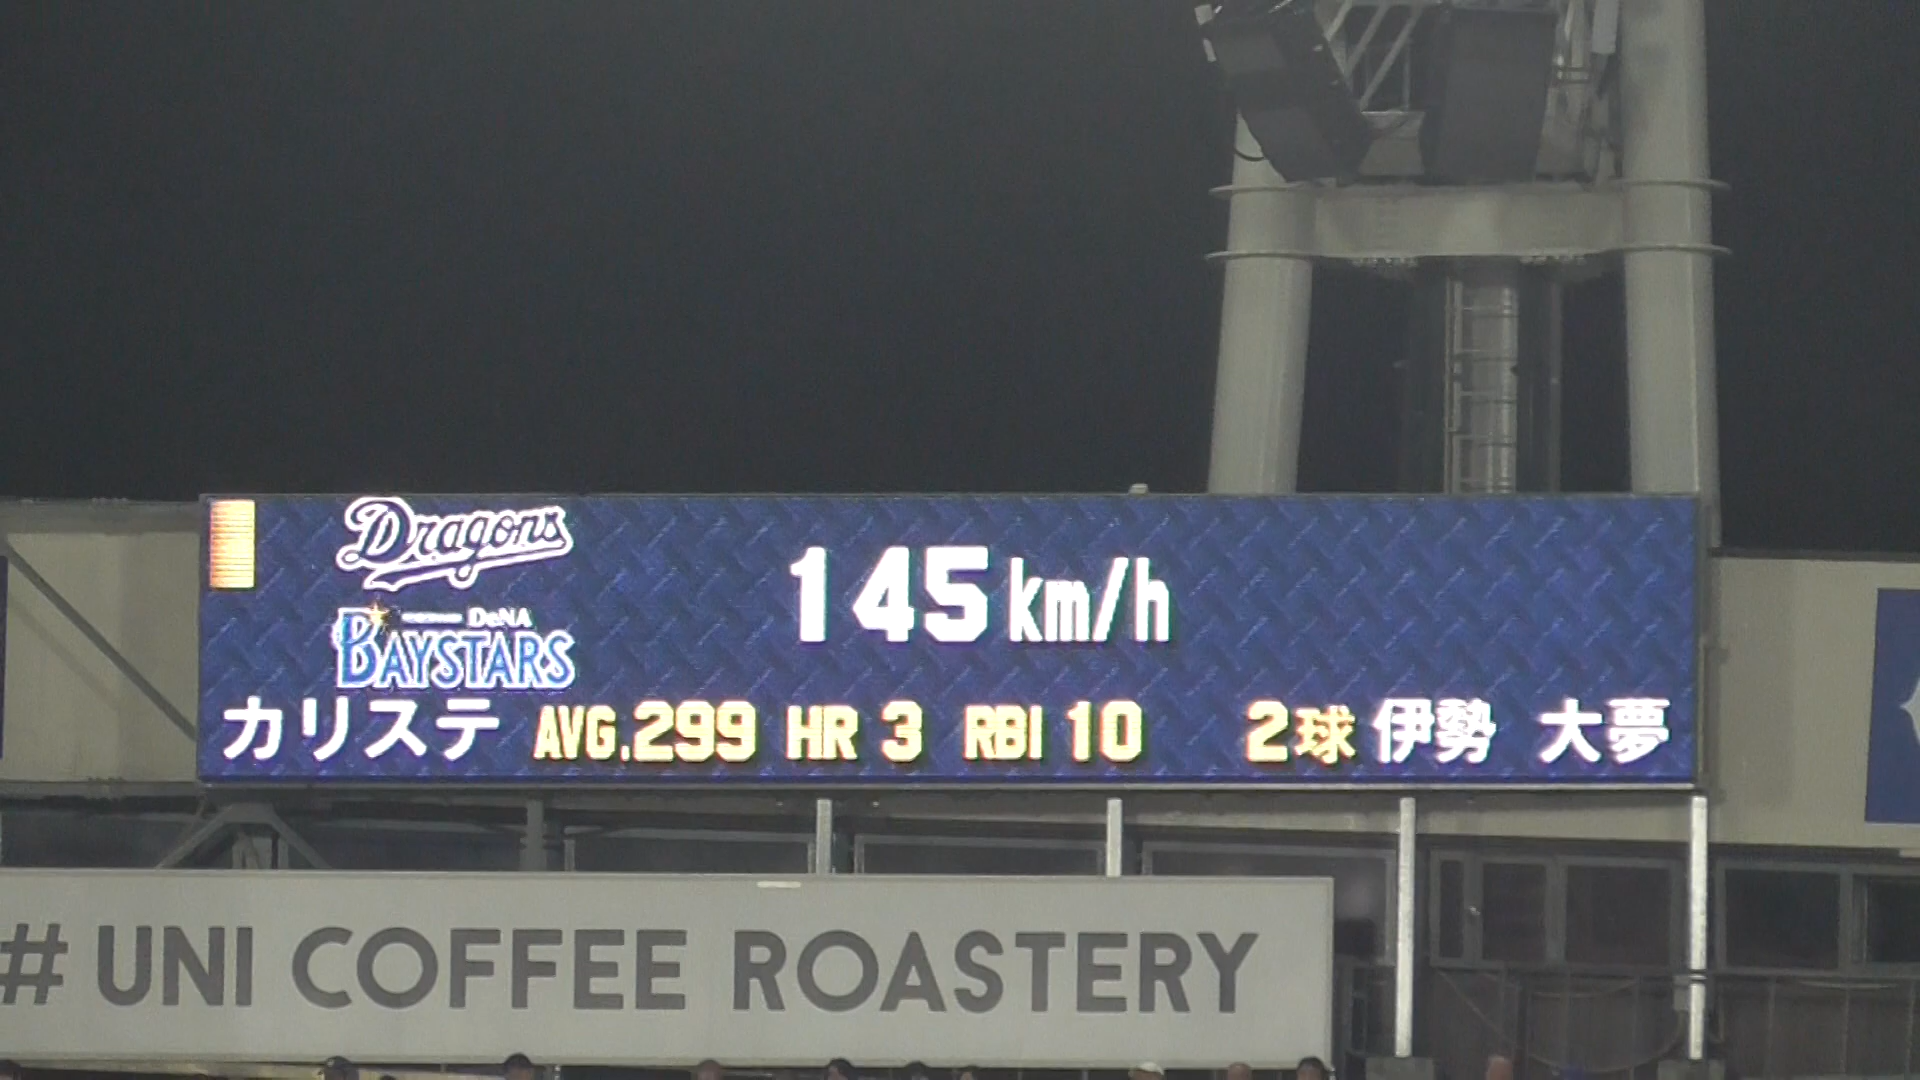 Dragons
145km/h
DeNA
BAYSTARS
カリステ AVG.299 HR 3 RBI 10 2球 伊勢 大夢
# UNI COFFEE ROASTERY